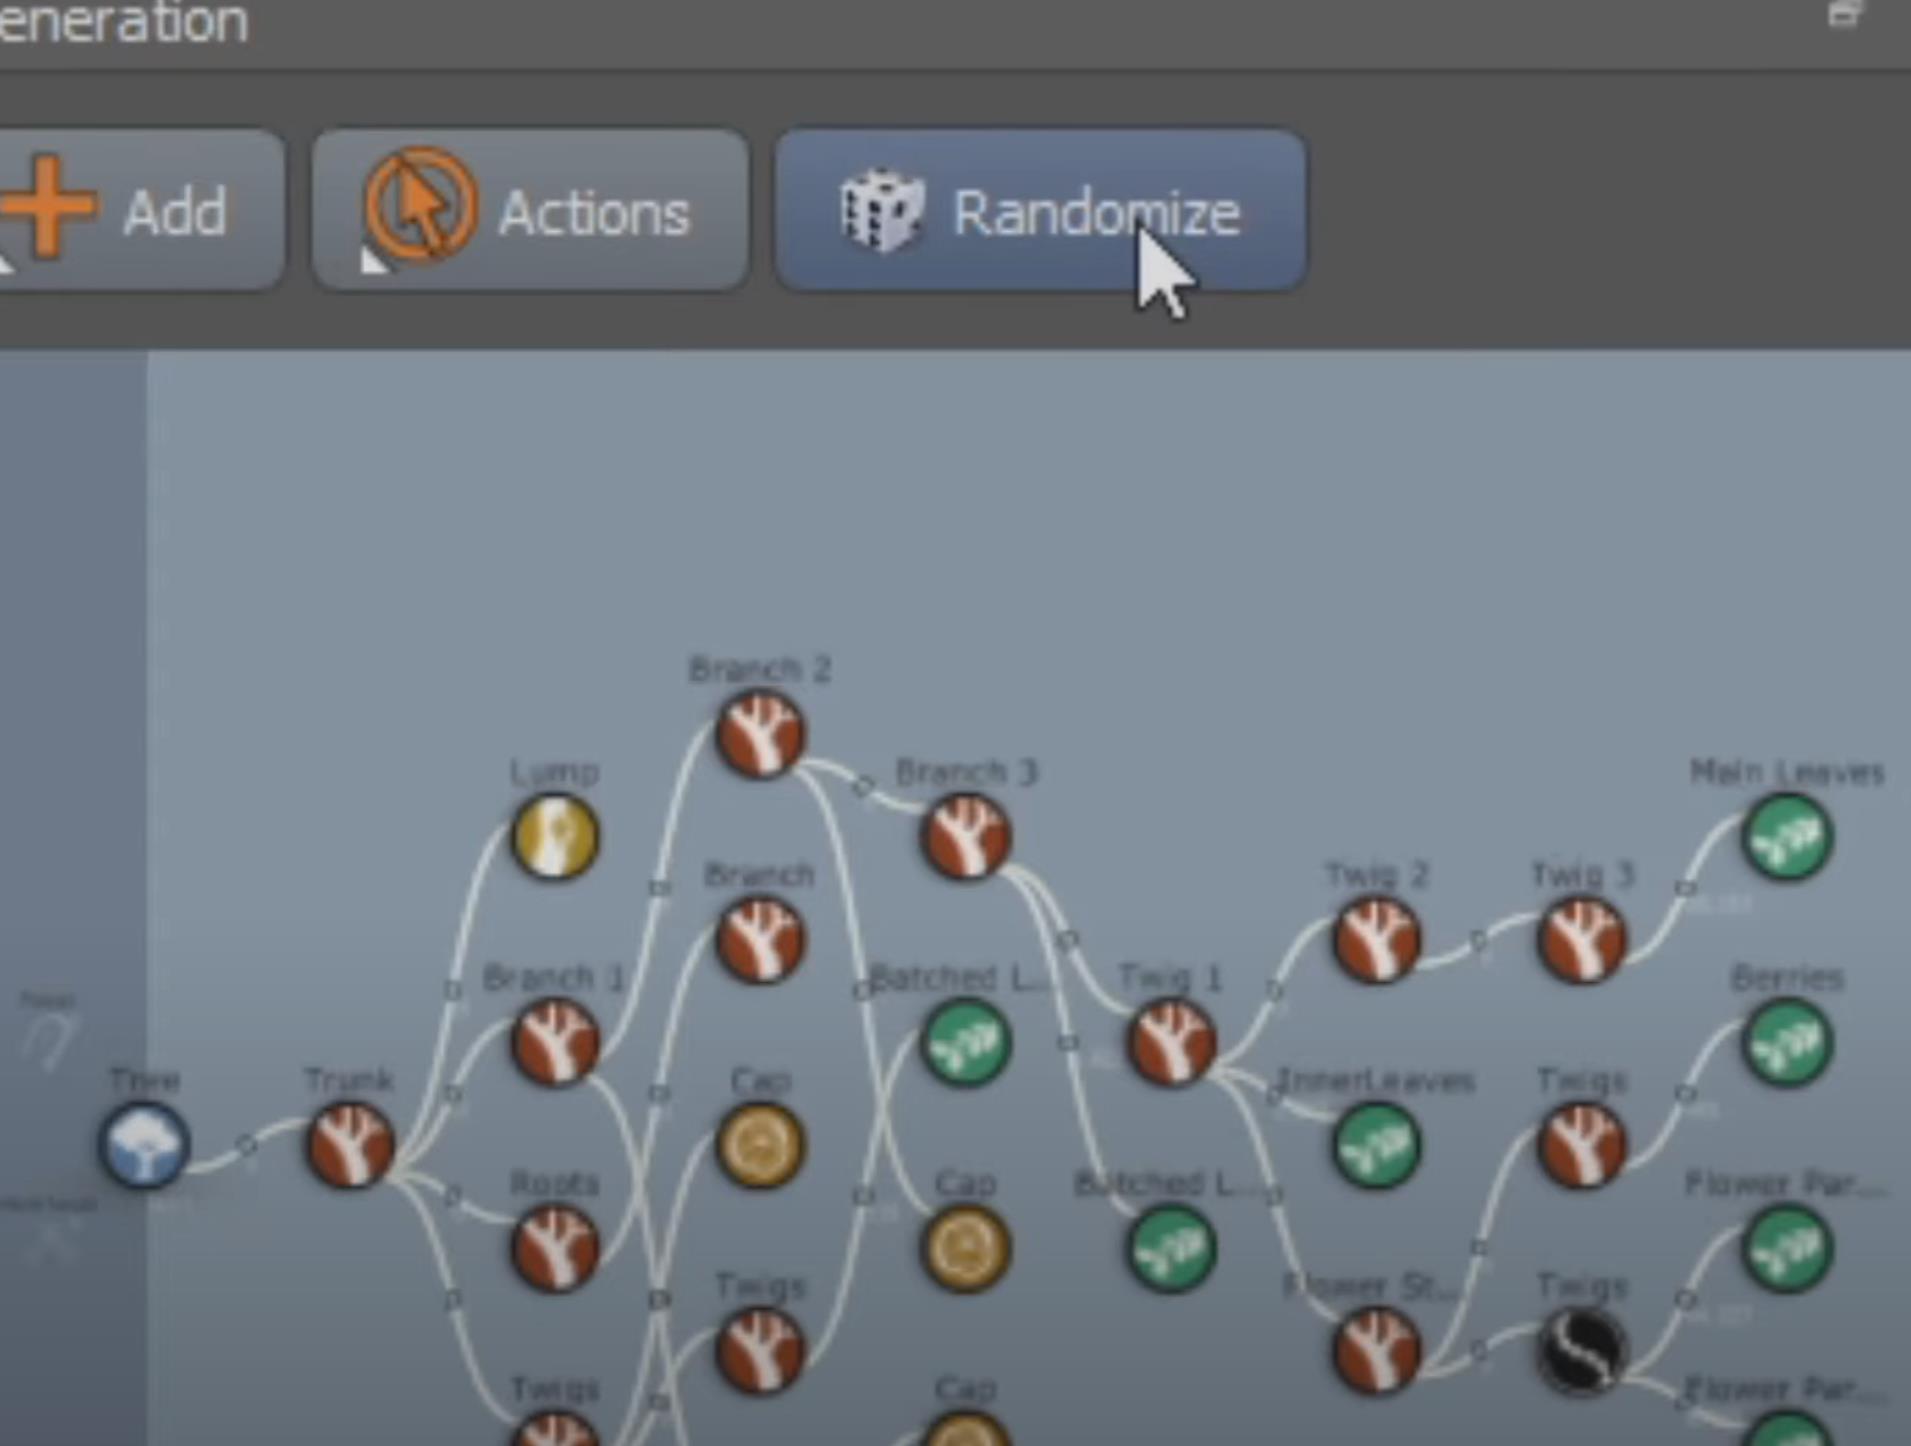 eneration
Add
Actions
Randomize
Branch 2
Lump
Branch 3
Main Leaves
Branch
Twig 2
Twig 3
Branch 1
Batched L...
Twig 1
Berries
Tree
Trunk
Cap
InnerLeaves
Twigs
Roots
Cap
Batched L...
Flower Par...
Twigs
Flower St...
Twigs
Twigs
Cap
Flower Par...